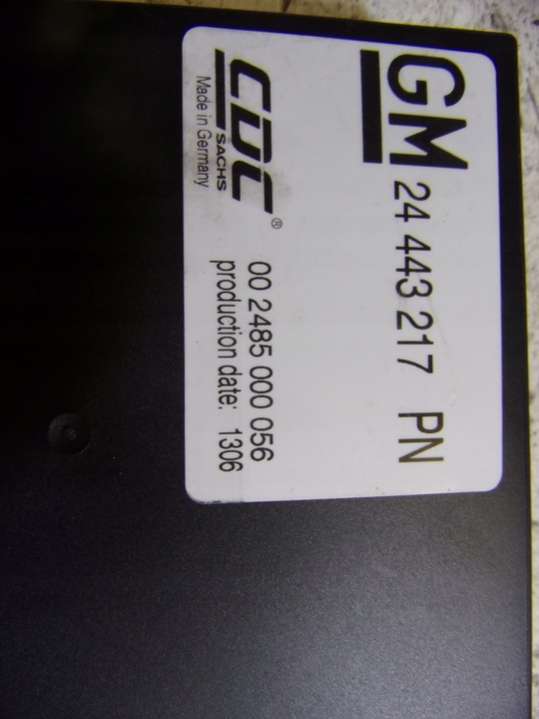 GM 24 443 217 PN
CDC®
SACHS
Made in Germany
00 2485 000 056
production date: 1306